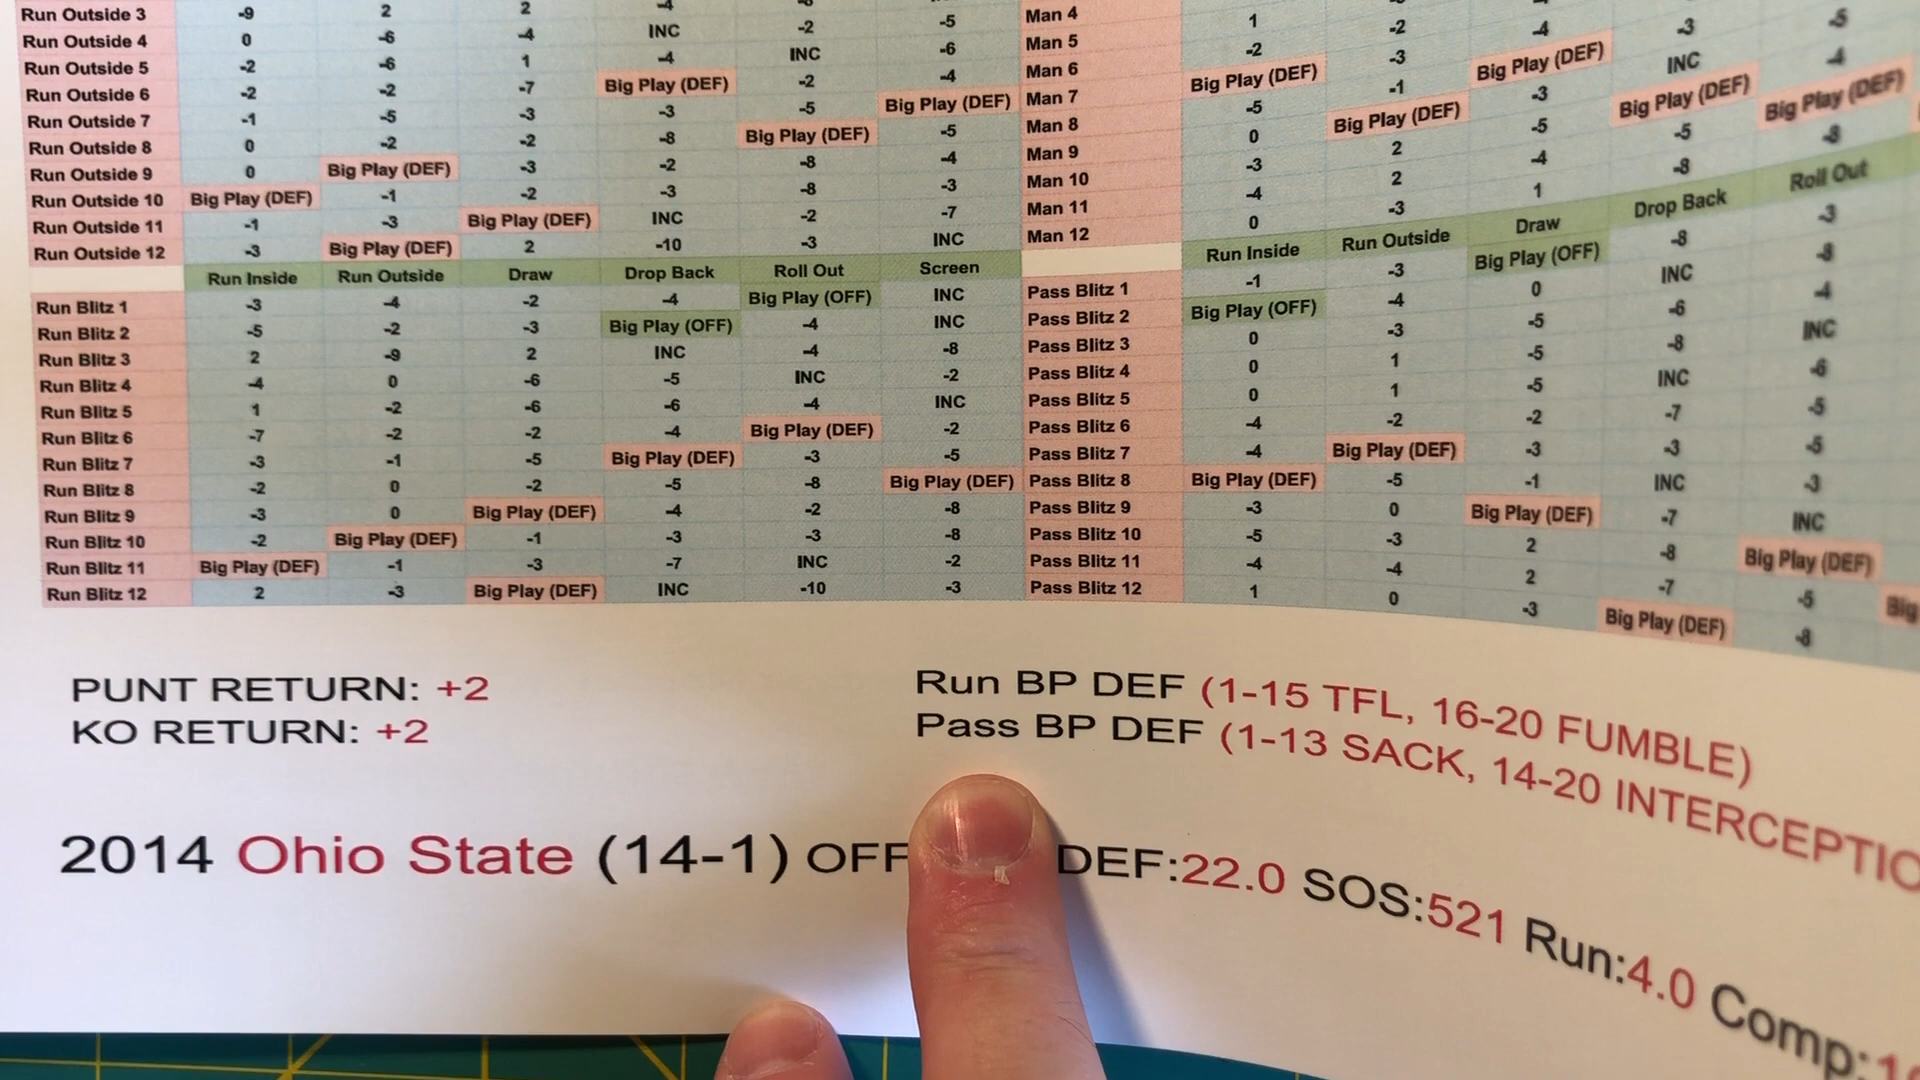 Run Outside 3 -9 2 2 -4
Run Outside 4 0 -6 -4 INC -2 -5
Run Outside 5 -2 -6 1 -4 INC -6
Run Outside 6 -2 -2 -7 Big Play (DEF) -2 -4
Run Outside 7 -1 -5 -3 -3 -5 Big Play (DEF)
Run Outside 8 0 -2 -2 -8 Big Play (DEF) -5
Run Outside 9 0 Big Play (DEF) -3 -2 -8 -4
Run Outside 10 Big Play (DEF) -1 -2 -3 -8 -3
Run Outside 11 -1 -3 Big Play (DEF) INC -2 -7
Run Outside 12 -3 Big Play (DEF) 2 -10 -3 INC
Run Inside Run Outside Draw Drop Back Roll Out Screen
Run Blitz 1 -3 -4 -2 -4 Big Play (OFF) INC
Run Blitz 2 -5 -2 -3 Big Play (OFF) -4 INC
Run Blitz 3 2 -9 2 INC -4 -8
Run Blitz 4 -4 0 -6 -5 INC -2
Run Blitz 5 1 -2 -6 -6 -4 INC
Run Blitz 6 -7 -2 -2 -4 Big Play (DEF) -2
Run Blitz 7 -3 -1 -5 Big Play (DEF) -3 -5
Run Blitz 8 -2 0 -2 -5 -8 Big Play (DEF)
Run Blitz 9 -3 0 Big Play (DEF) -4 -2 -8
Run Blitz 10 -2 Big Play (DEF) -1 -3 -3 -8
Run Blitz 11 Big Play (DEF) -1 -3 -7 INC -2
Run Blitz 12 2 -3 Big Play (DEF) INC -10 -3
Man 4 1 -2 -4 -3 -5
Man 5 -2 -3 Big Play (DEF) INC -4
Man 6 Big Play (DEF) -1 -3 Big Play (DEF) Big Play (DEF)
Man 7 -5 Big Play (DEF) -5 -5 -8
Man 8 0 2 -4 -8
Man 9 -3 2 1
Man 10 -4 -3
Man 11 0
Man 12
Run Inside Run Outside Draw Drop Back Roll Out
Pass Blitz 1 -1 -3 Big Play (OFF) -8 -3
Pass Blitz 2 Big Play (OFF) -4 0 INC -8
Pass Blitz 3 0 -3 -5 -6 -4
Pass Blitz 4 0 1 -5 -8 INC
Pass Blitz 5 0 1 -5 INC -6
Pass Blitz 6 -4 -2 -2 -7 -5
Pass Blitz 7 -4 Big Play (DEF) -3 -3 -5
Pass Blitz 8 Big Play (DEF) -5 -1 INC -3
Pass Blitz 9 -3 0 Big Play (DEF) -7 INC
Pass Blitz 10 -5 -3 2 -8 Big Play (DEF)
Pass Blitz 11 -4 -4 2 -7 -5
Pass Blitz 12 1 0 -3 Big Play (DEF) -8
PUNT RETURN: +2
KO RETURN: +2
Run BP DEF (1-15 TFL, 16-20 FUMBLE)
Pass BP DEF (1-13 SACK, 14-20 INTERCEPTIO
2014 Ohio State (14-1) OFF DEF:22.0 SOS:521 Run:4.0 Comp: